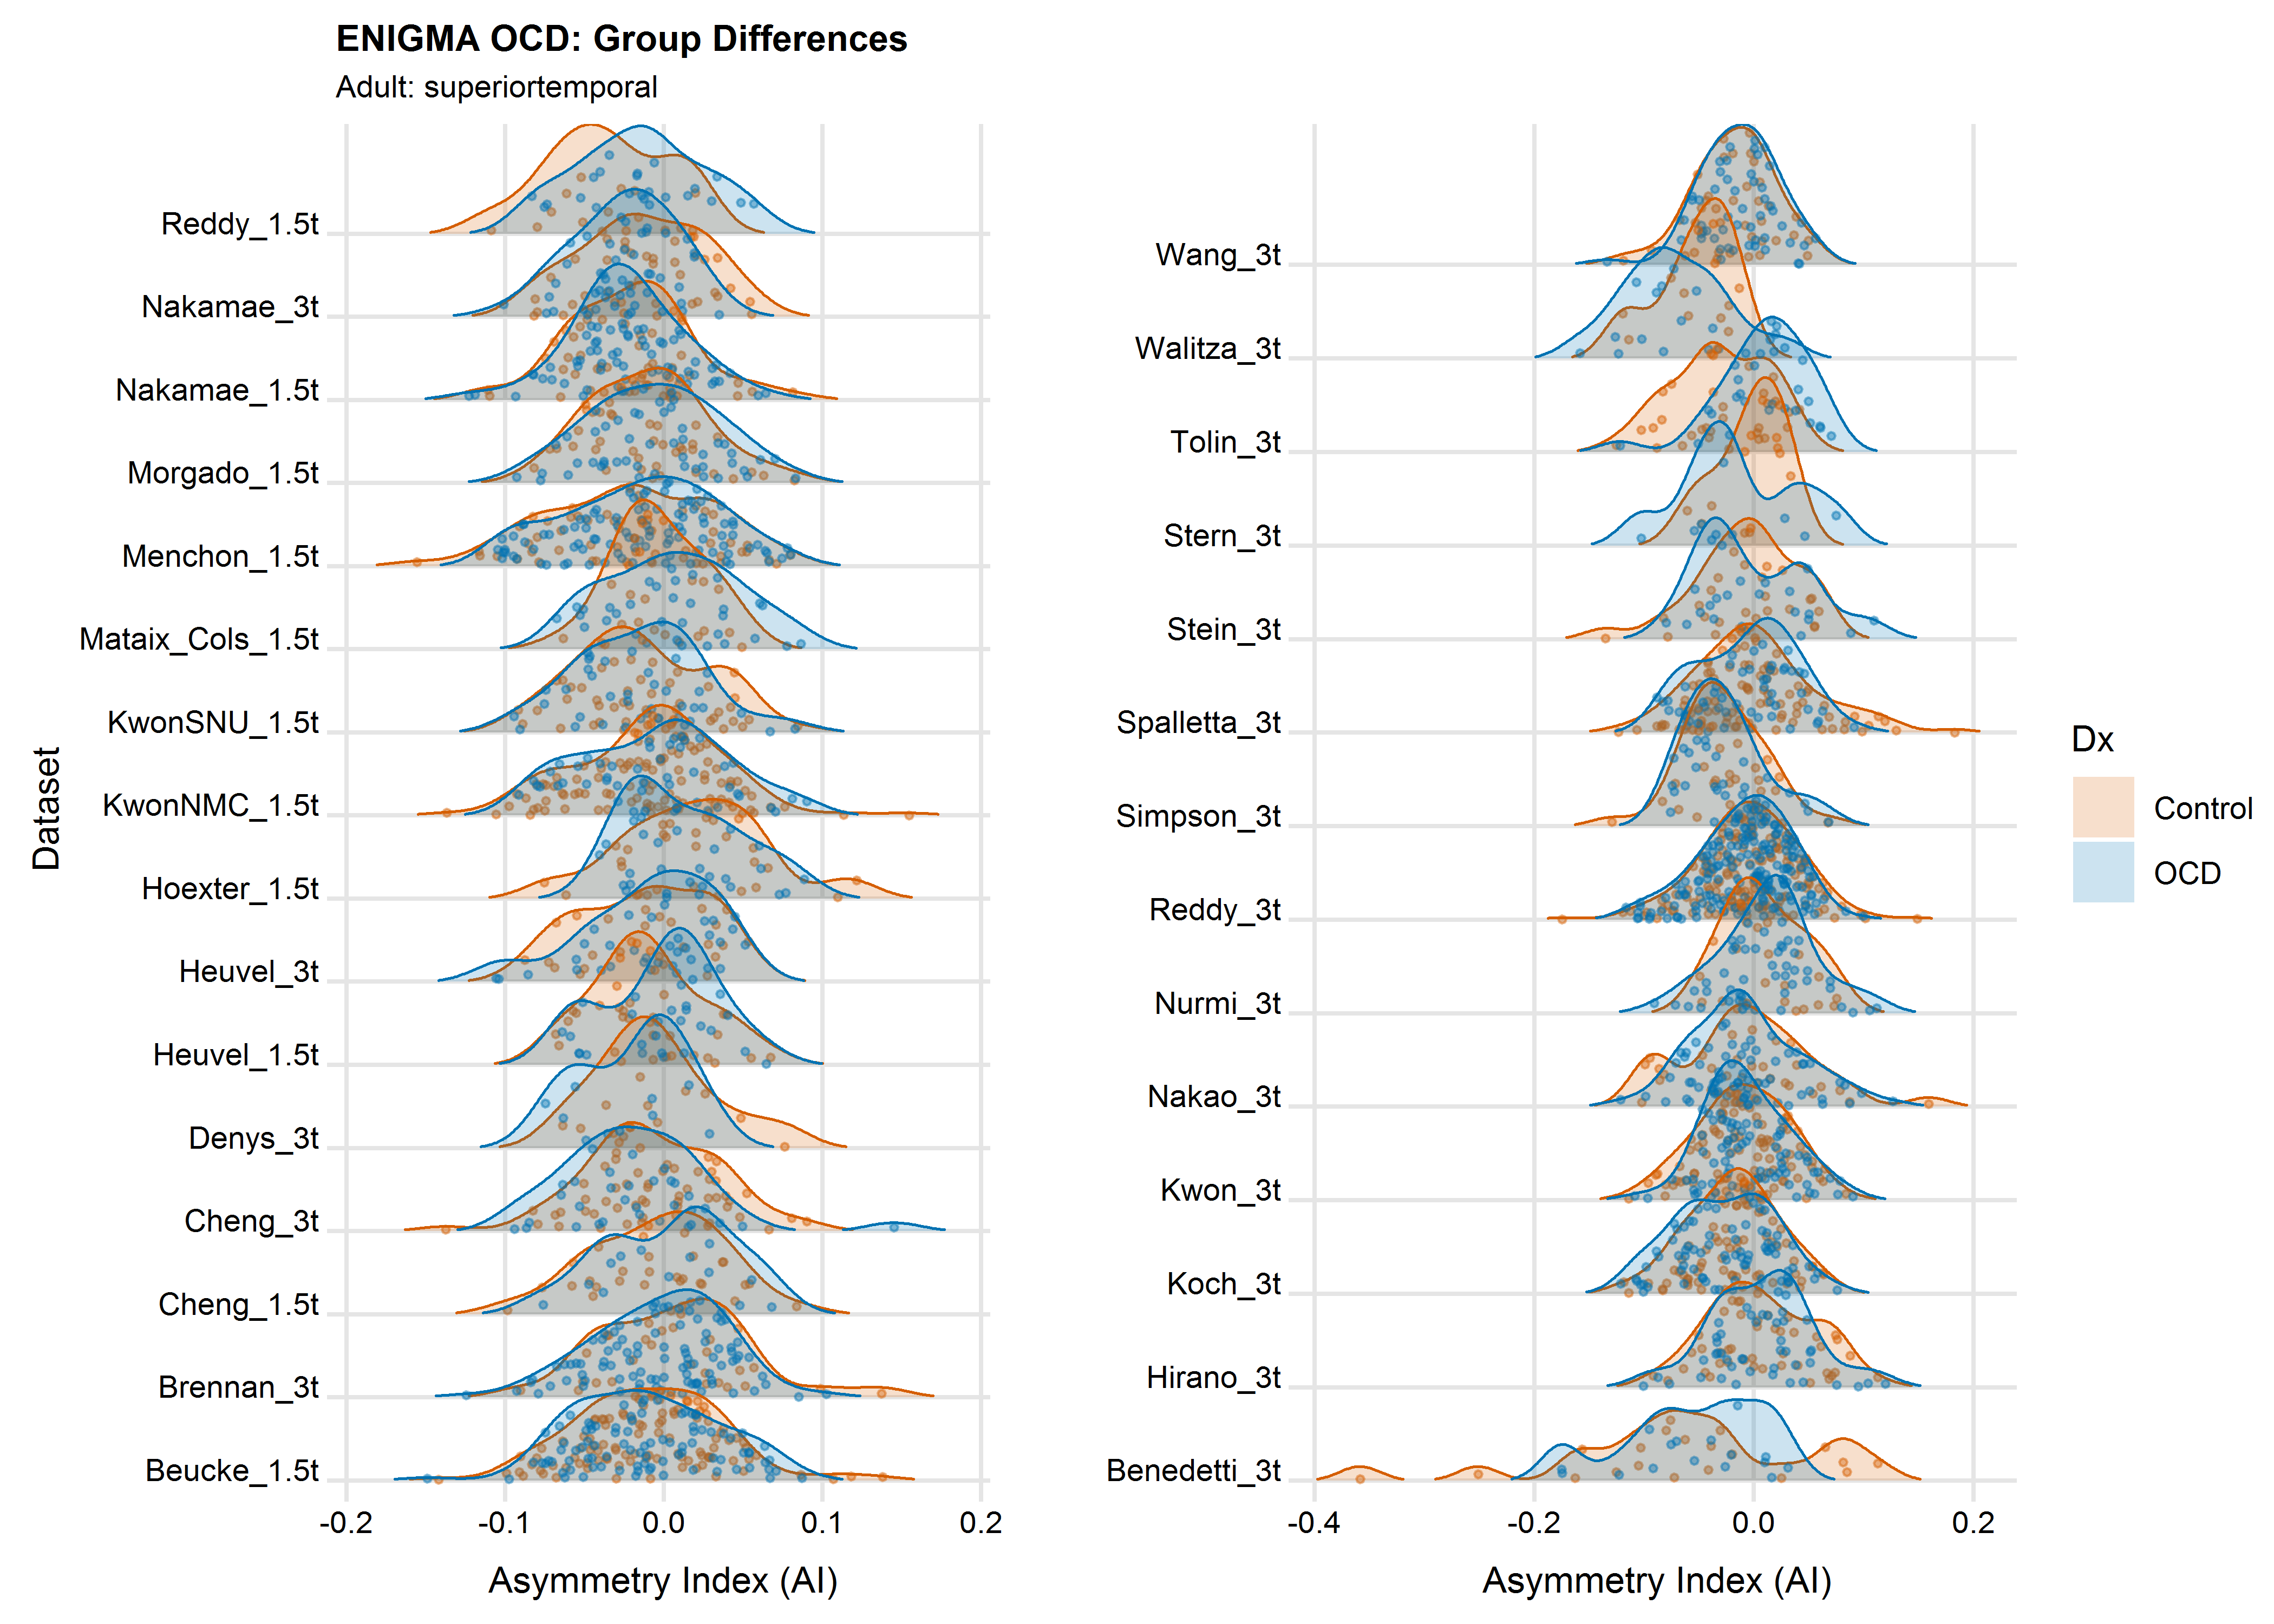 ENIGMA OCD: Group Differences
Adult: superiortemporal
Dataset
Reddy_1.5t
Nakamae_3t
Nakamae_1.5t
Morgado_1.5t
Menchon_1.5t
Mataix_Cols_1.5t
KwonSNU_1.5t
KwonNMC_1.5t
Hoexter_1.5t
Heuvel_3t
Heuvel_1.5t
Denys_3t
Cheng_3t
Cheng_1.5t
Brennan_3t
Beucke_1.5t
-0.2 -0.1 0.0 0.1 0.2
Asymmetry Index (AI)
Wang_3t
Walitza_3t
Tolin_3t
Stern_3t
Stein_3t
Spalletta_3t
Simpson_3t
Reddy_3t
Nurmi_3t
Nakao_3t
Kwon_3t
Koch_3t
Hirano_3t
Benedetti_3t
-0.4 -0.2 0.0 0.2
Asymmetry Index (AI)
Dx
Control
OCD